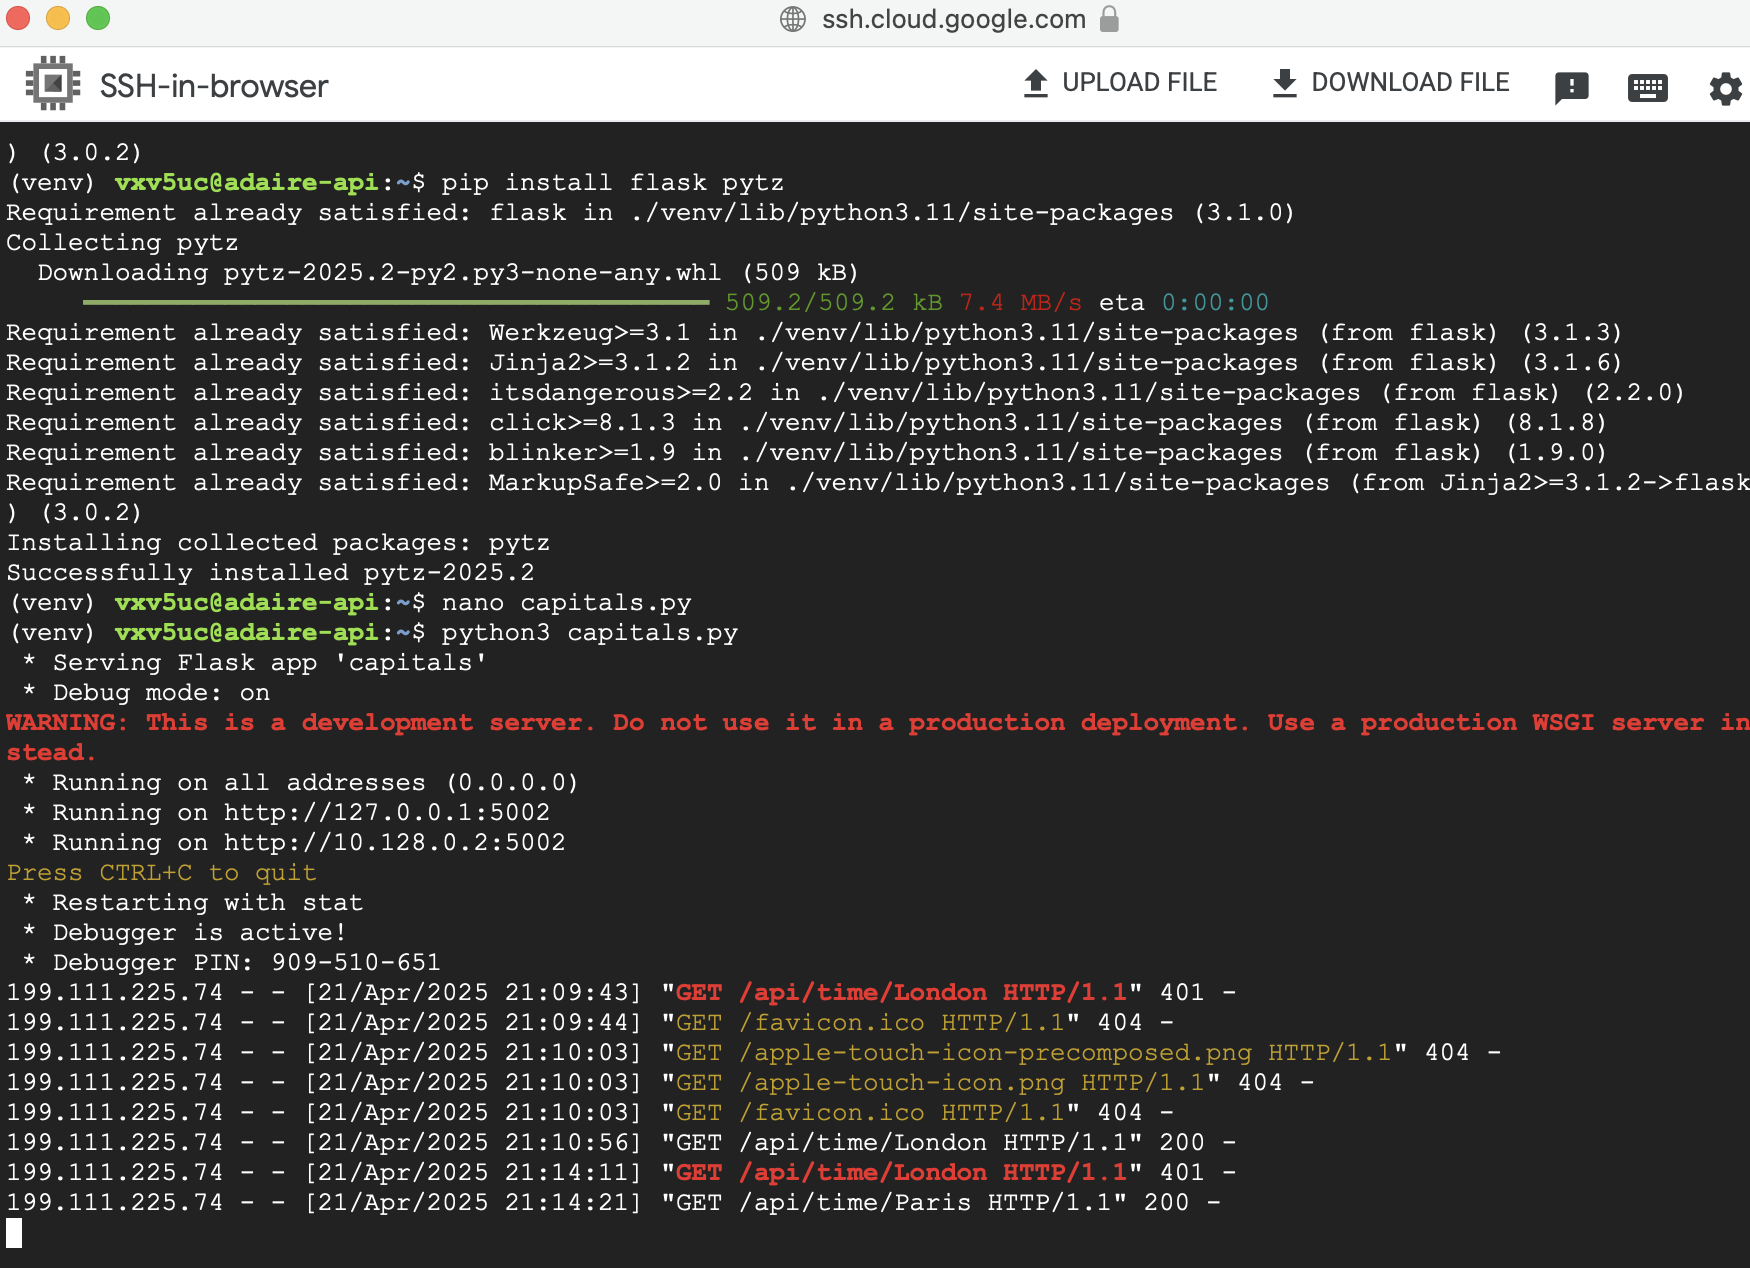 ssh.cloud.google.com
SSH-in-browser
UPLOAD FILE
DOWNLOAD FILE
) (3.0.2)
(venv) vxv5uc@adaire-api:~$ pip install flask pytz
Requirement already satisfied: flask in ./venv/lib/python3.11/site-packages (3.1.0)
Collecting pytz
  Downloading pytz-2025.2-py2.py3-none-any.whl (509 kB)
509.2/509.2 kB 7.4 MB/s eta 0:00:00
Requirement already satisfied: Werkzeug>=3.1 in ./venv/lib/python3.11/site-packages (from flask) (3.1.3)
Requirement already satisfied: Jinja2>=3.1.2 in ./venv/lib/python3.11/site-packages (from flask) (3.1.6)
Requirement already satisfied: itsdangerous>=2.2 in ./venv/lib/python3.11/site-packages (from flask) (2.2.0)
Requirement already satisfied: click>=8.1.3 in ./venv/lib/python3.11/site-packages (from flask) (8.1.8)
Requirement already satisfied: blinker>=1.9 in ./venv/lib/python3.11/site-packages (from flask) (1.9.0)
Requirement already satisfied: MarkupSafe>=2.0 in ./venv/lib/python3.11/site-packages (from Jinja2>=3.1.2->flask
) (3.0.2)
Installing collected packages: pytz
Successfully installed pytz-2025.2
(venv) vxv5uc@adaire-api:~$ nano capitals.py
(venv) vxv5uc@adaire-api:~$ python3 capitals.py
 * Serving Flask app 'capitals'
 * Debug mode: on
WARNING: This is a development server. Do not use it in a production deployment. Use a production WSGI server in
stead.
 * Running on all addresses (0.0.0.0)
 * Running on http://127.0.0.1:5002
 * Running on http://10.128.0.2:5002
Press CTRL+C to quit
 * Restarting with stat
 * Debugger is active!
 * Debugger PIN: 909-510-651
199.111.225.74 - - [21/Apr/2025 21:09:43] "GET /api/time/London HTTP/1.1" 401 -
199.111.225.74 - - [21/Apr/2025 21:09:44] "GET /favicon.ico HTTP/1.1" 404 -
199.111.225.74 - - [21/Apr/2025 21:10:03] "GET /apple-touch-icon-precomposed.png HTTP/1.1" 404 -
199.111.225.74 - - [21/Apr/2025 21:10:03] "GET /apple-touch-icon.png HTTP/1.1" 404 -
199.111.225.74 - - [21/Apr/2025 21:10:03] "GET /favicon.ico HTTP/1.1" 404 -
199.111.225.74 - - [21/Apr/2025 21:10:56] "GET /api/time/London HTTP/1.1" 200 -
199.111.225.74 - - [21/Apr/2025 21:14:11] "GET /api/time/London HTTP/1.1" 401 -
199.111.225.74 - - [21/Apr/2025 21:14:21] "GET /api/time/Paris HTTP/1.1" 200 -